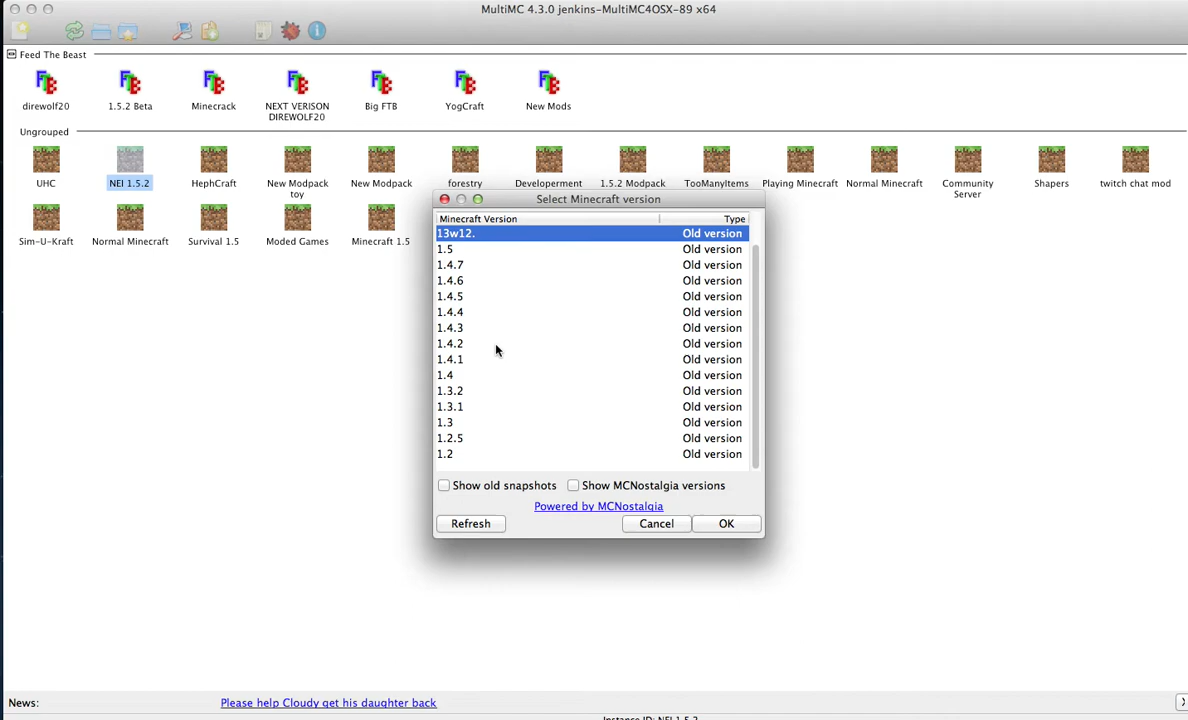 MultiMC 4.3.0 jenkins-MultiMC4OSX-89 x64
Feed The Beast
direwolf20
1.5.2 Beta
Minecrack
NEXT VERISON
DIREWOLF20
Big FTB
YogCraft
New Mods
Ungrouped
UHC
NEI 1.5.2
HephCraft
New Modpack
toy
New Modpack
forestry
Developerment
1.5.2 Modpack
TooManyItems
Playing Minecraft
Normal Minecraft
Community
Server
Shapers
twitch chat mod
Sim-U-Kraft
Normal Minecraft
Survival 1.5
Moded Games
Minecraft 1.5
Select Minecraft version
Minecraft Version Type
13w12. Old version
1.5 Old version
1.4.7 Old version
1.4.6 Old version
1.4.5 Old version
1.4.4 Old version
1.4.3 Old version
1.4.2 Old version
1.4.1 Old version
1.4 Old version
1.3.2 Old version
1.3.1 Old version
1.3 Old version
1.2.5 Old version
1.2 Old version
Show old snapshots Show MCNostalgia versions
Powered by MCNostalgia
Refresh Cancel OK
News: Please help Cloudy get his daughter back
Instance ID: NEI 1.5.2